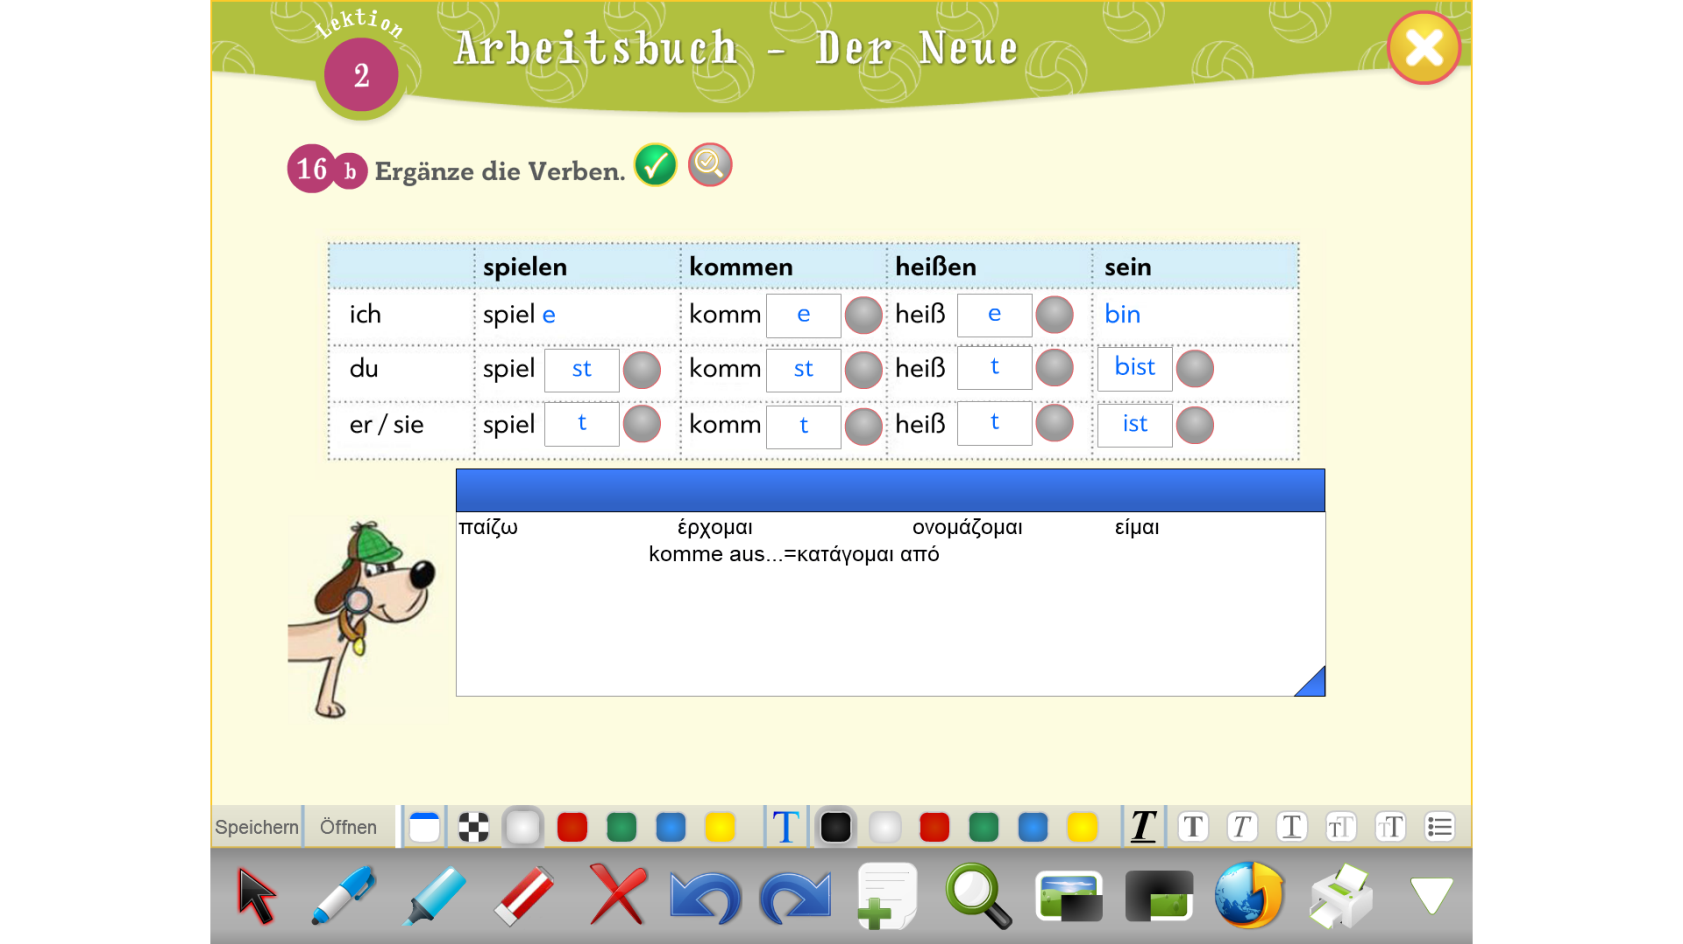 Lektion
2
Arbeitsbuch - Der Neue
16 b Ergänze die Verben.
spielen kommen heißen sein
ich spiel e komm e heiß e bin
du spiel st komm st heiß t bist
er / sie spiel t komm t heiß t ist
παίζω έρχομαι ονομάζομαι είμαι
komme aus...=κατάγομαι από
Speichern Öffnen T T T T T TT TT